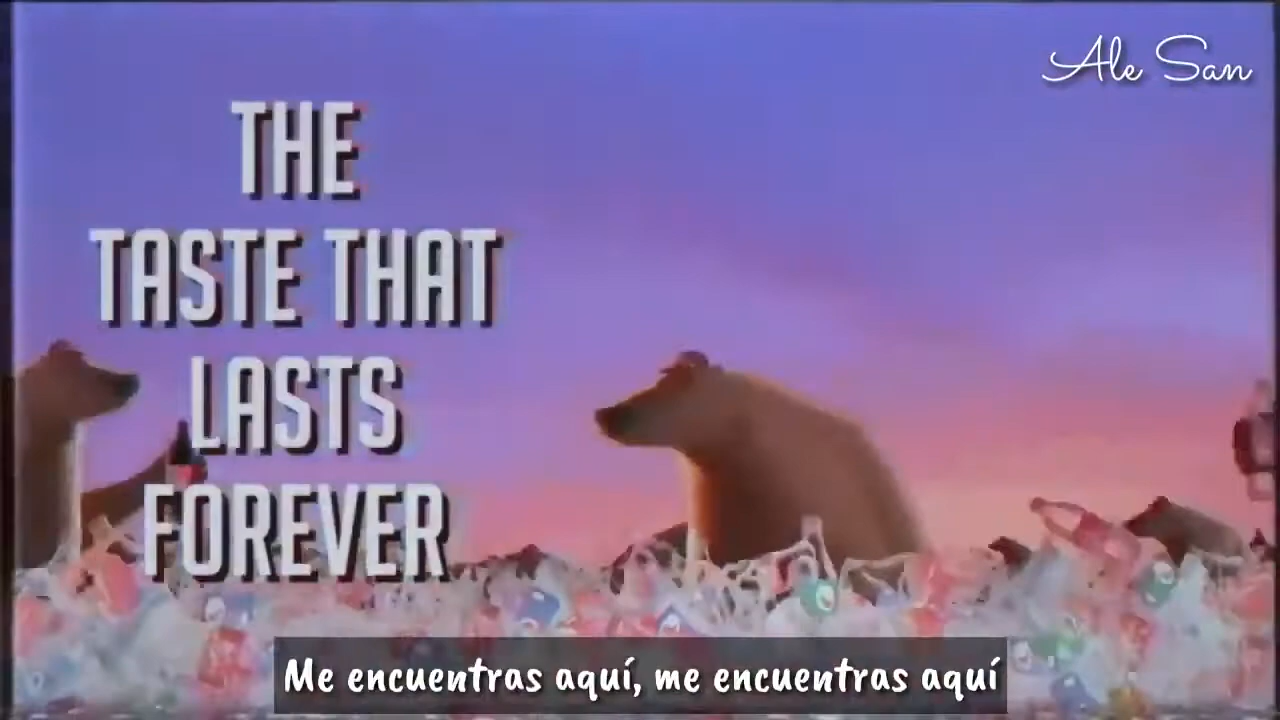 Ale San
THE
TASTE THAT
LASTS
FOREVER
Me encuentras aquí, me encuentras aquí